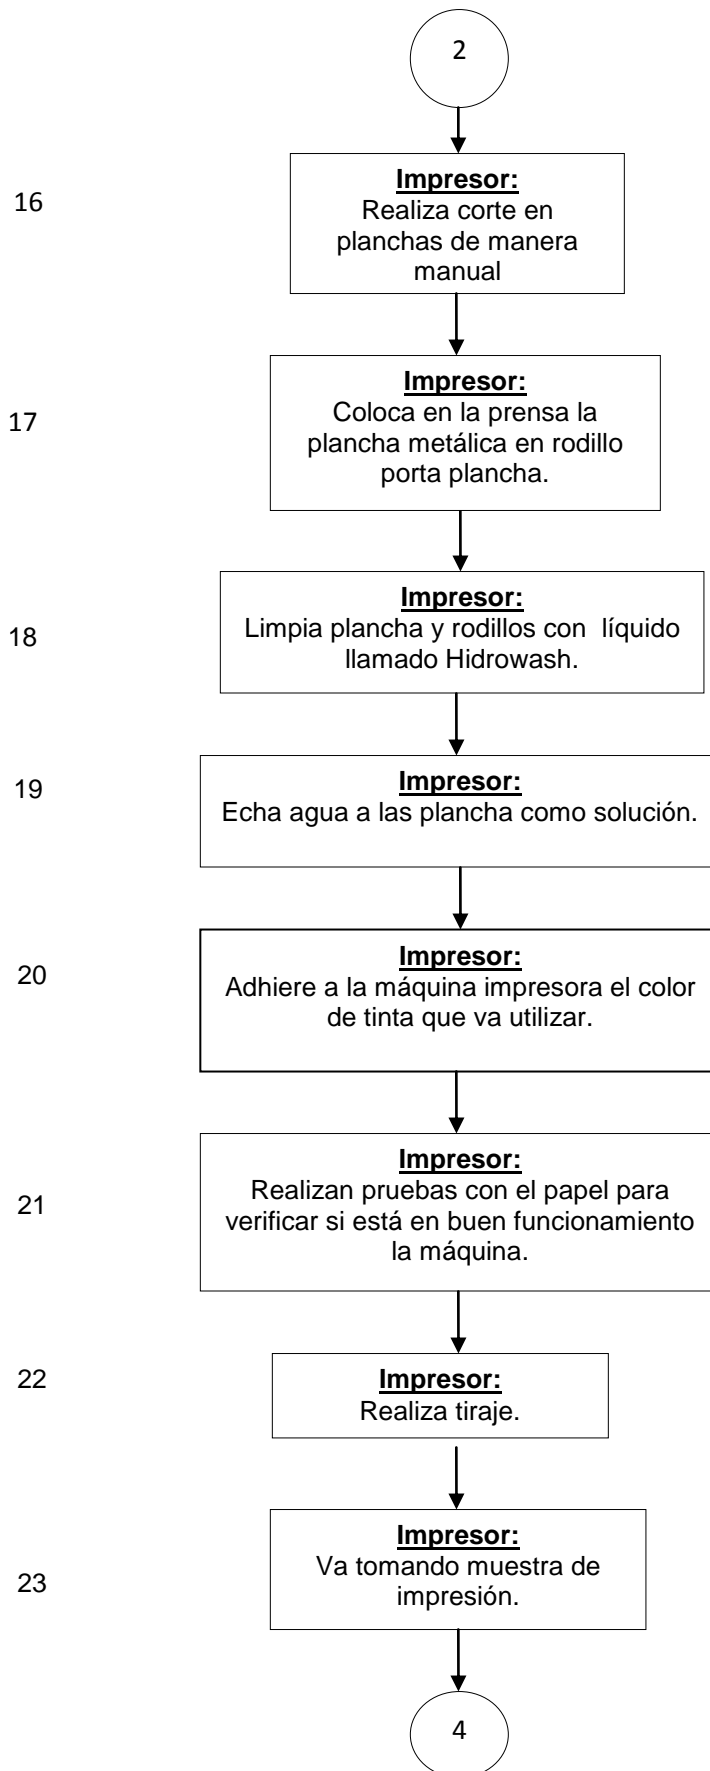 2
16
Impresor:
Realiza corte en
planchas de manera
manual
17
Impresor:
Coloca en la prensa la
plancha metálica en rodillo
porta plancha.
18
Impresor:
Limpia plancha y rodillos con  líquido
llamado Hidrowash.
19
Impresor:
Echa agua a las plancha como solución.
20
Impresor:
Adhiere a la máquina impresora el color
de tinta que va utilizar.
21
Impresor:
Realizan pruebas con el papel para
verificar si está en buen funcionamiento
la máquina.
22
Impresor:
Realiza tiraje.
23
Impresor:
Va tomando muestra de
impresión.
4